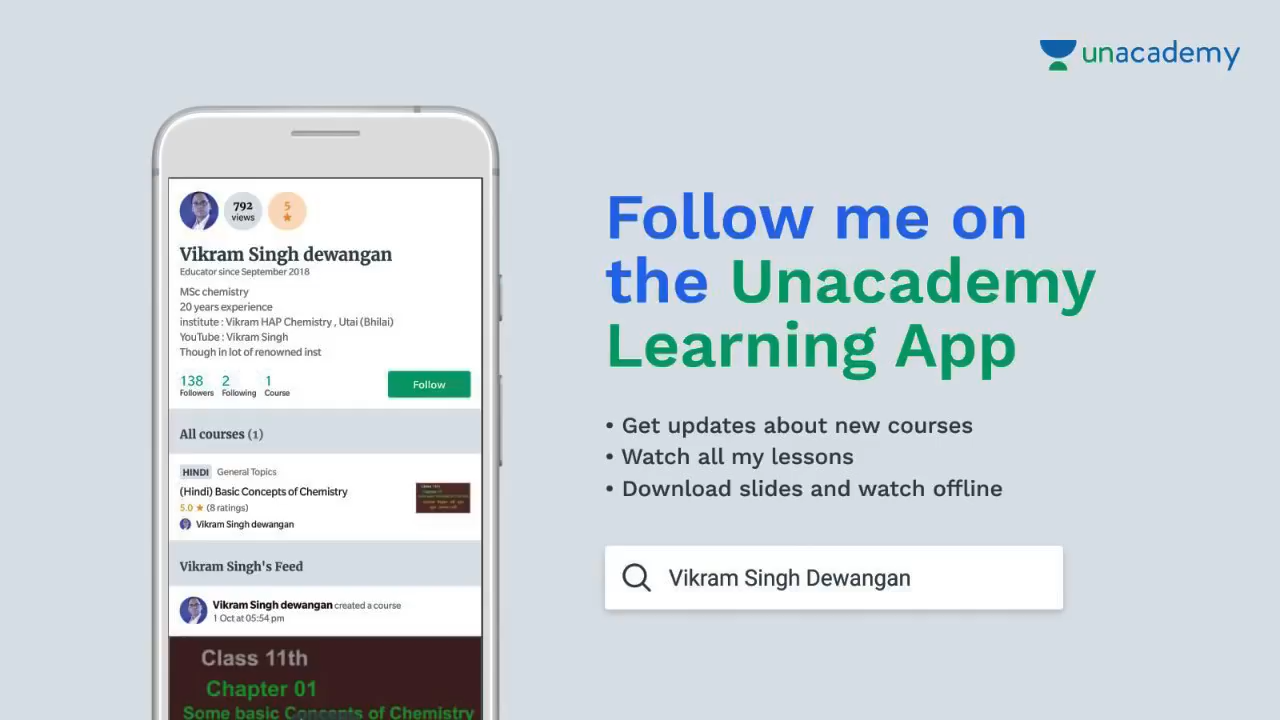 unacademy
792
views
5
Vikram Singh dewangan
Educator since September 2018
MSc chemistry
20 years experience
institute : Vikram HAP Chemistry , Utai (Bhilai)
YouTube : Vikram Singh
Though in lot of renowned inst
138 2 1
Followers Following Course
Follow
All courses (1)
HINDI General Topics
(Hindi) Basic Concepts of Chemistry
5.0 ★ (8 ratings)
Vikram Singh dewangan
Vikram Singh's Feed
Vikram Singh dewangan created a course
1 Oct at 05:54 pm
Class 11th
Chapter 01
Some basic Concepts of Chemistry
Follow me on
the Unacademy
Learning App
• Get updates about new courses
• Watch all my lessons
• Download slides and watch offline
Vikram Singh Dewangan